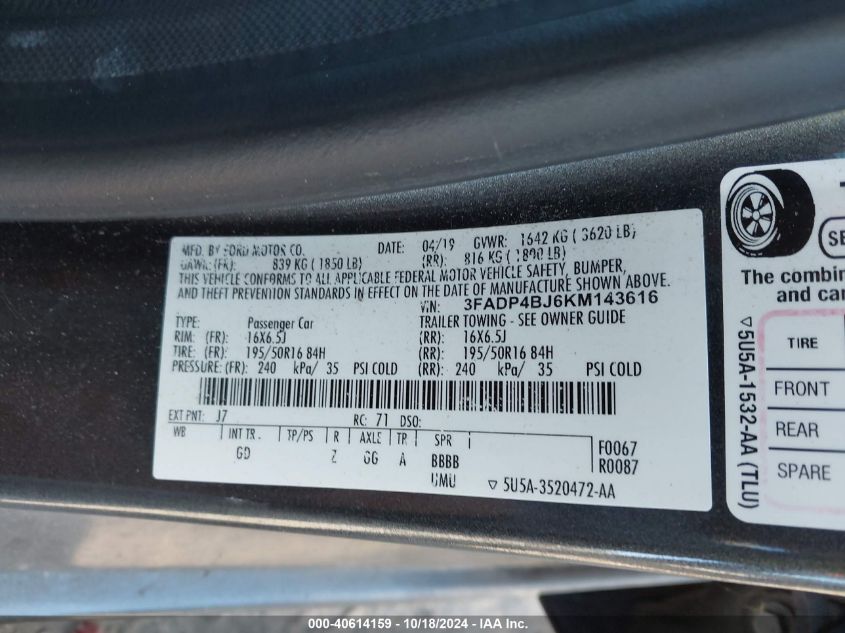 MFD. BY FORD MOTOR CO. DATE: 04/19 GVWR: 1642 KG ( 3620 LB)
GAWR: (FR): 839 KG ( 1850 LB) (RR): 816 KG ( 1800 LB)
THIS VEHICLE CONFORMS TO ALL APPLICABLE FEDERAL MOTOR VEHICLE SAFETY, BUMPER,
AND THEFT PREVENTION STANDARDS IN EFFECT ON THE DATE OF MANUFACTURE SHOWN ABOVE.
VIN: 3FADP4BJ6KM143616
TYPE: Passenger Car TRAILER TOWING - SEE OWNER GUIDE
RIM: (FR): 16X6.5J (RR): 16X6.5J
TIRE: (FR): 195/50R16 84H (RR): 195/50R16 84H
PRESSURE: (FR): 240 kPa/ 35 PSI COLD (RR): 240 kPa/ 35 PSI COLD
EXT PNT: J7 RC: 71 DSO:
WB INT TR. TP/PS R AXLE TR SPR F0067
GD Z GG A BBBB R0087
UMU ▽ 5U5A-3520472-AA
The combin
and car
TIRE
FRONT
REAR
SPARE
▽ 5U5A-1532-AA (TLU)
000-40614159 - 10/18/2024 - IAA Inc.